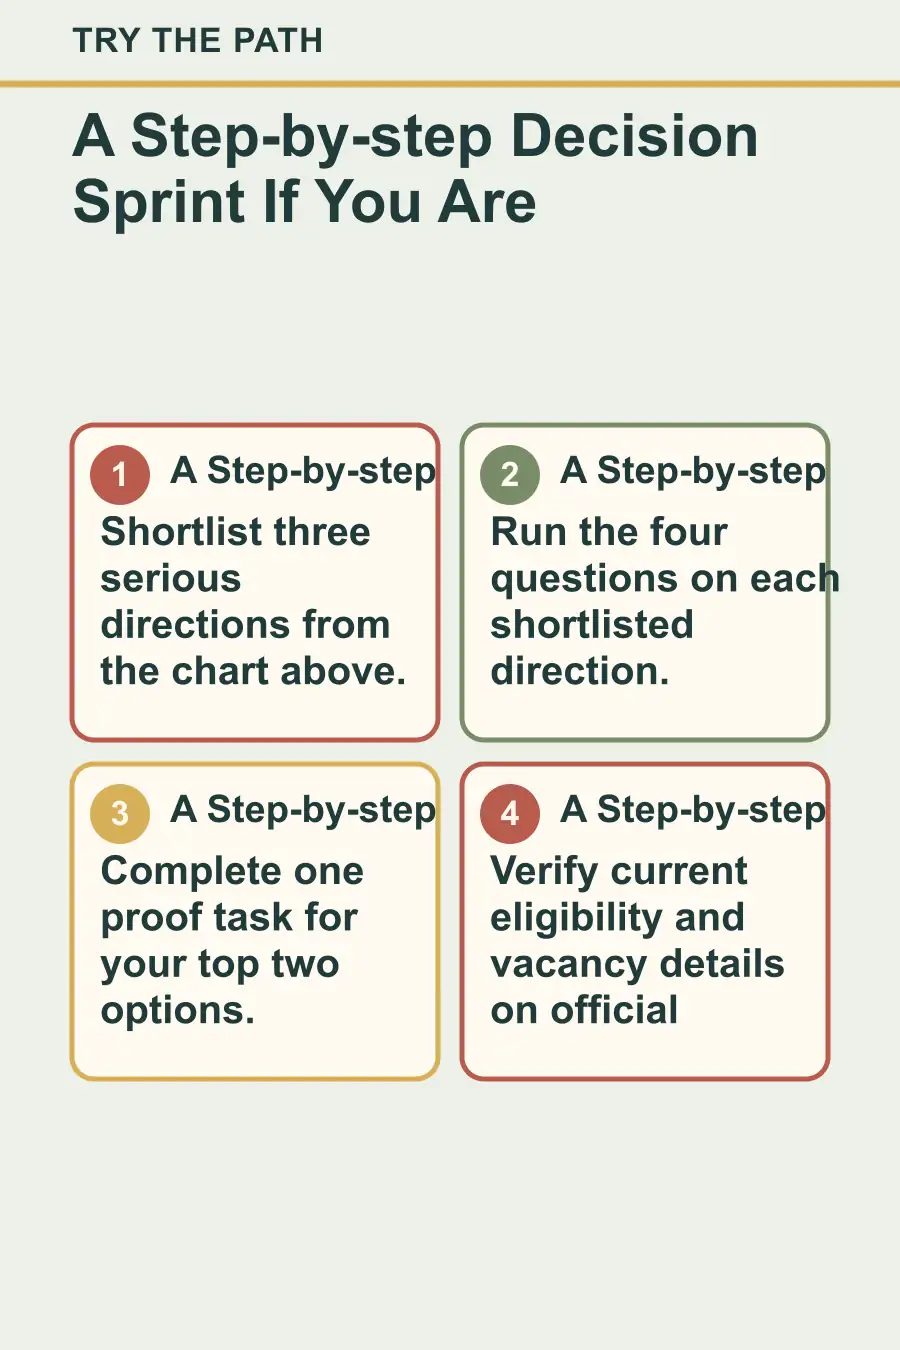 TRY THE PATH
A Step-by-step Decision
Sprint If You Are
1 A Step-by-step
Shortlist three
serious
directions from
the chart above.
2 A Step-by-step
Run the four
questions on each
shortlisted
direction.
3 A Step-by-step
Complete one
proof task for
your top two
options.
4 A Step-by-step
Verify current
eligibility and
vacancy details
on official